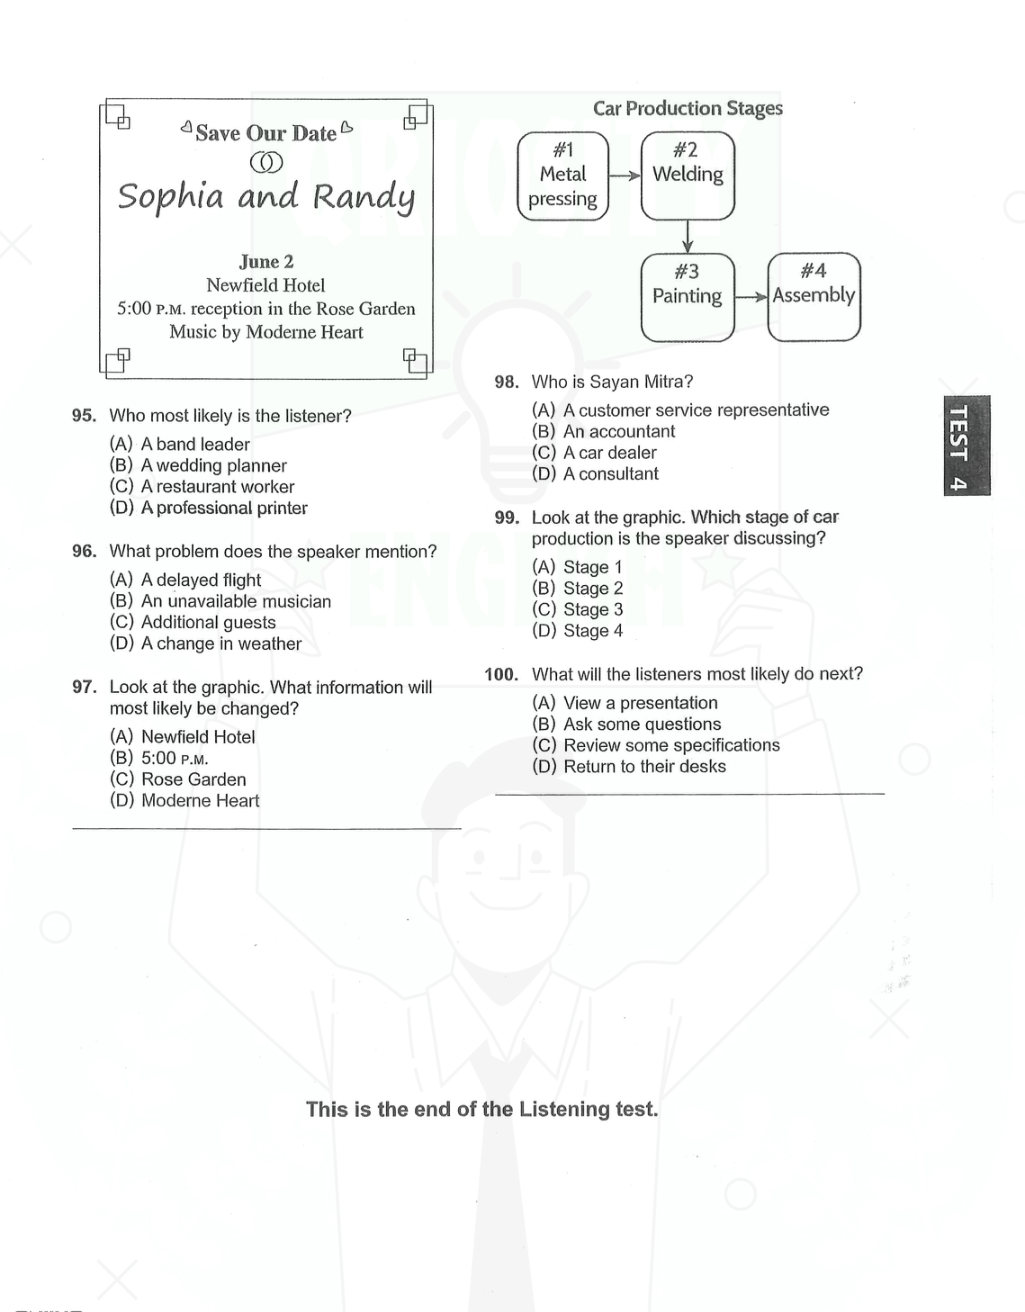 Save Our Date
Sophia and Randy
June 2
Newfield Hotel
5:00 P.M. reception in the Rose Garden
Music by Moderne Heart
95. Who most likely is the listener?
(A) A band leader
(B) A wedding planner
(C) A restaurant worker
(D) A professional printer
96. What problem does the speaker mention?
(A) A delayed flight
(B) An unavailable musician
(C) Additional guests
(D) A change in weather
97. Look at the graphic. What information will
most likely be changed?
(A) Newfield Hotel
(B) 5:00 P.M.
(C) Rose Garden
(D) Moderne Heart
Car Production Stages
#1
Metal
pressing
#2
Welding
#3
Painting
#4
Assembly
98. Who is Sayan Mitra?
(A) A customer service representative
(B) An accountant
(C) A car dealer
(D) A consultant
99. Look at the graphic. Which stage of car
production is the speaker discussing?
(A) Stage 1
(B) Stage 2
(C) Stage 3
(D) Stage 4
100. What will the listeners most likely do next?
(A) View a presentation
(B) Ask some questions
(C) Review some specifications
(D) Return to their desks
TEST 4
This is the end of the Listening test.
QRIOSITY
ENGLISH